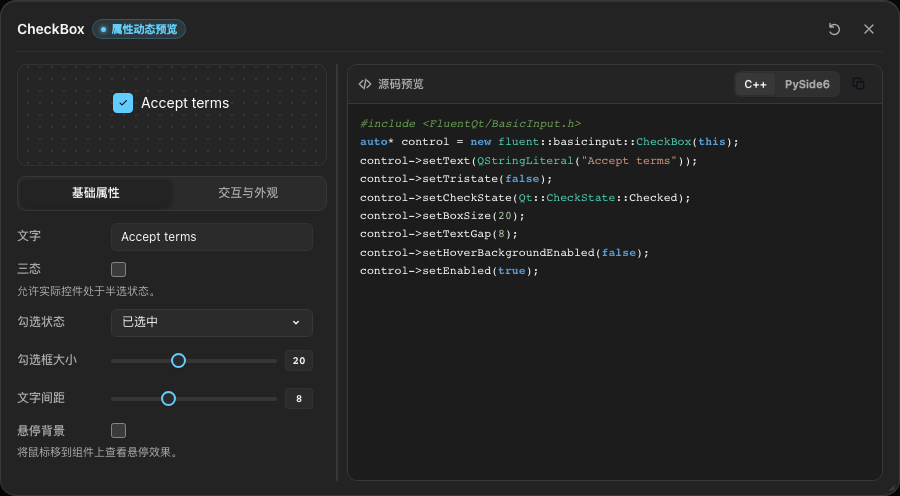 CheckBox
属性动态预览
Accept terms
基础属性
交互与外观
文字
Accept terms
三态
允许实际控件处于半选状态。
勾选状态
已选中
勾选框大小
20
文字间距
8
悬停背景
将鼠标移到组件上查看悬停效果。
源码预览
C++
PySide6
#include <FluentQt/BasicInput.h>
auto* control = new fluent::basicinput::CheckBox(this);
control->setText(QStringLiteral("Accept terms"));
control->setTristate(false);
control->setCheckState(Qt::CheckState::Checked);
control->setBoxSize(20);
control->setTextGap(8);
control->setHoverBackgroundEnabled(false);
control->setEnabled(true);